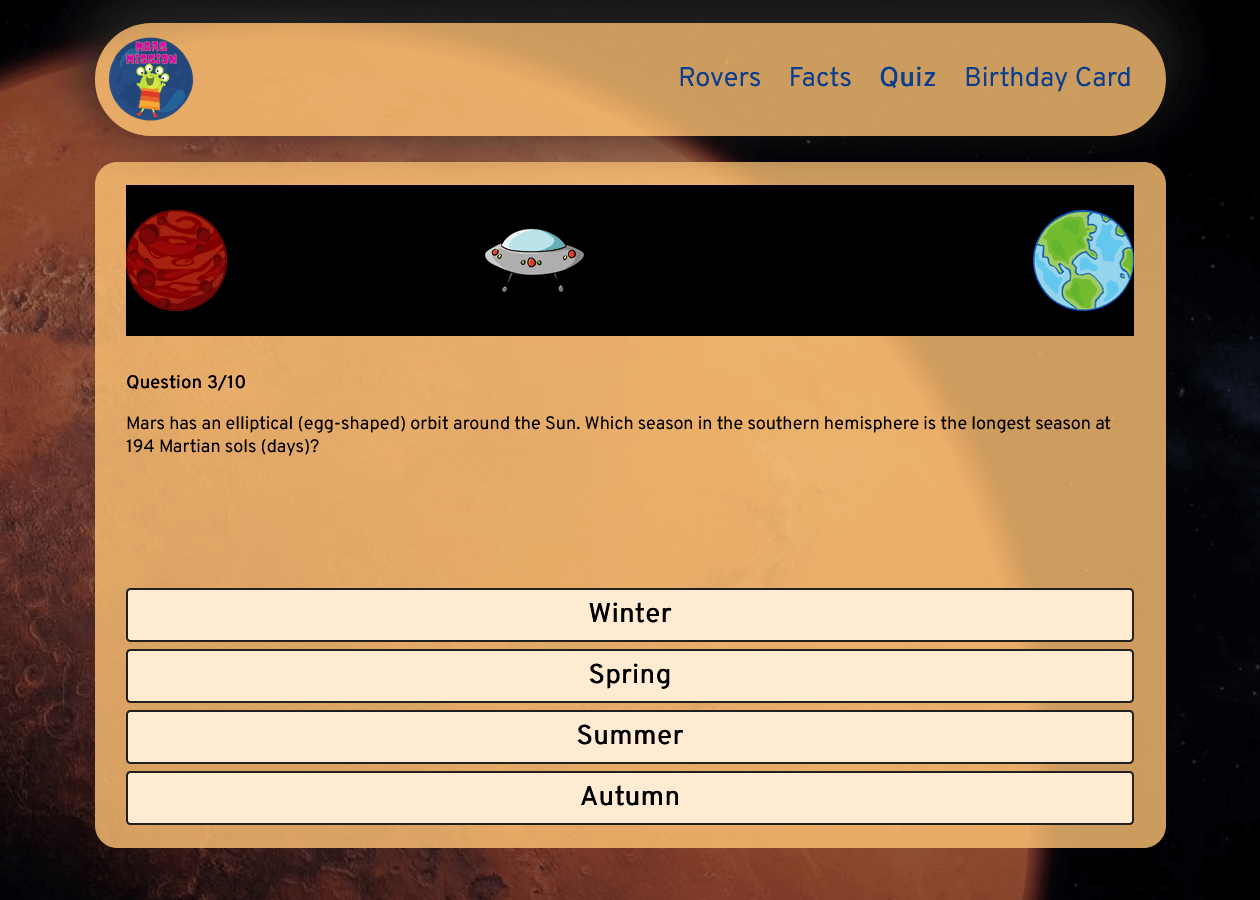 MARS
MISSION
Rovers Facts Quiz Birthday Card
Question 3/10
Mars has an elliptical (egg-shaped) orbit around the Sun. Which season in the southern hemisphere is the longest season at
194 Martian sols (days)?
Winter
Spring
Summer
Autumn